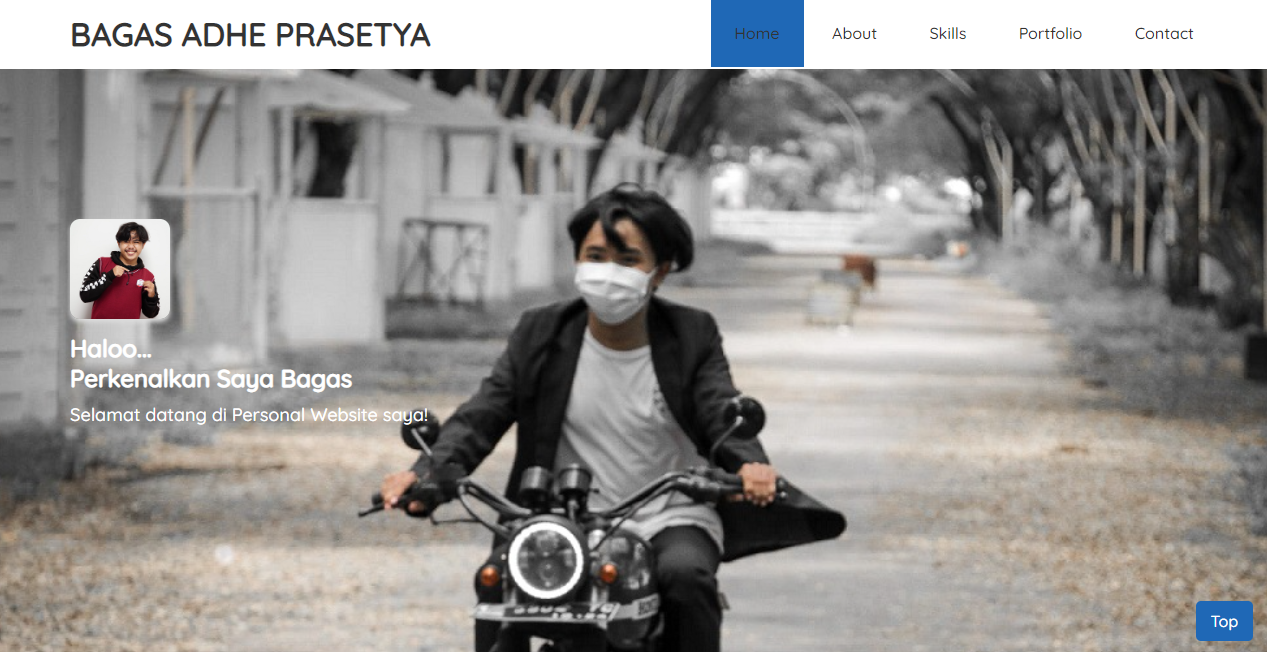 BAGAS ADHE PRASETYA
Home About Skills Portfolio Contact
Haloo...
Perkenalkan Saya Bagas
Selamat datang di Personal Website saya!
Top